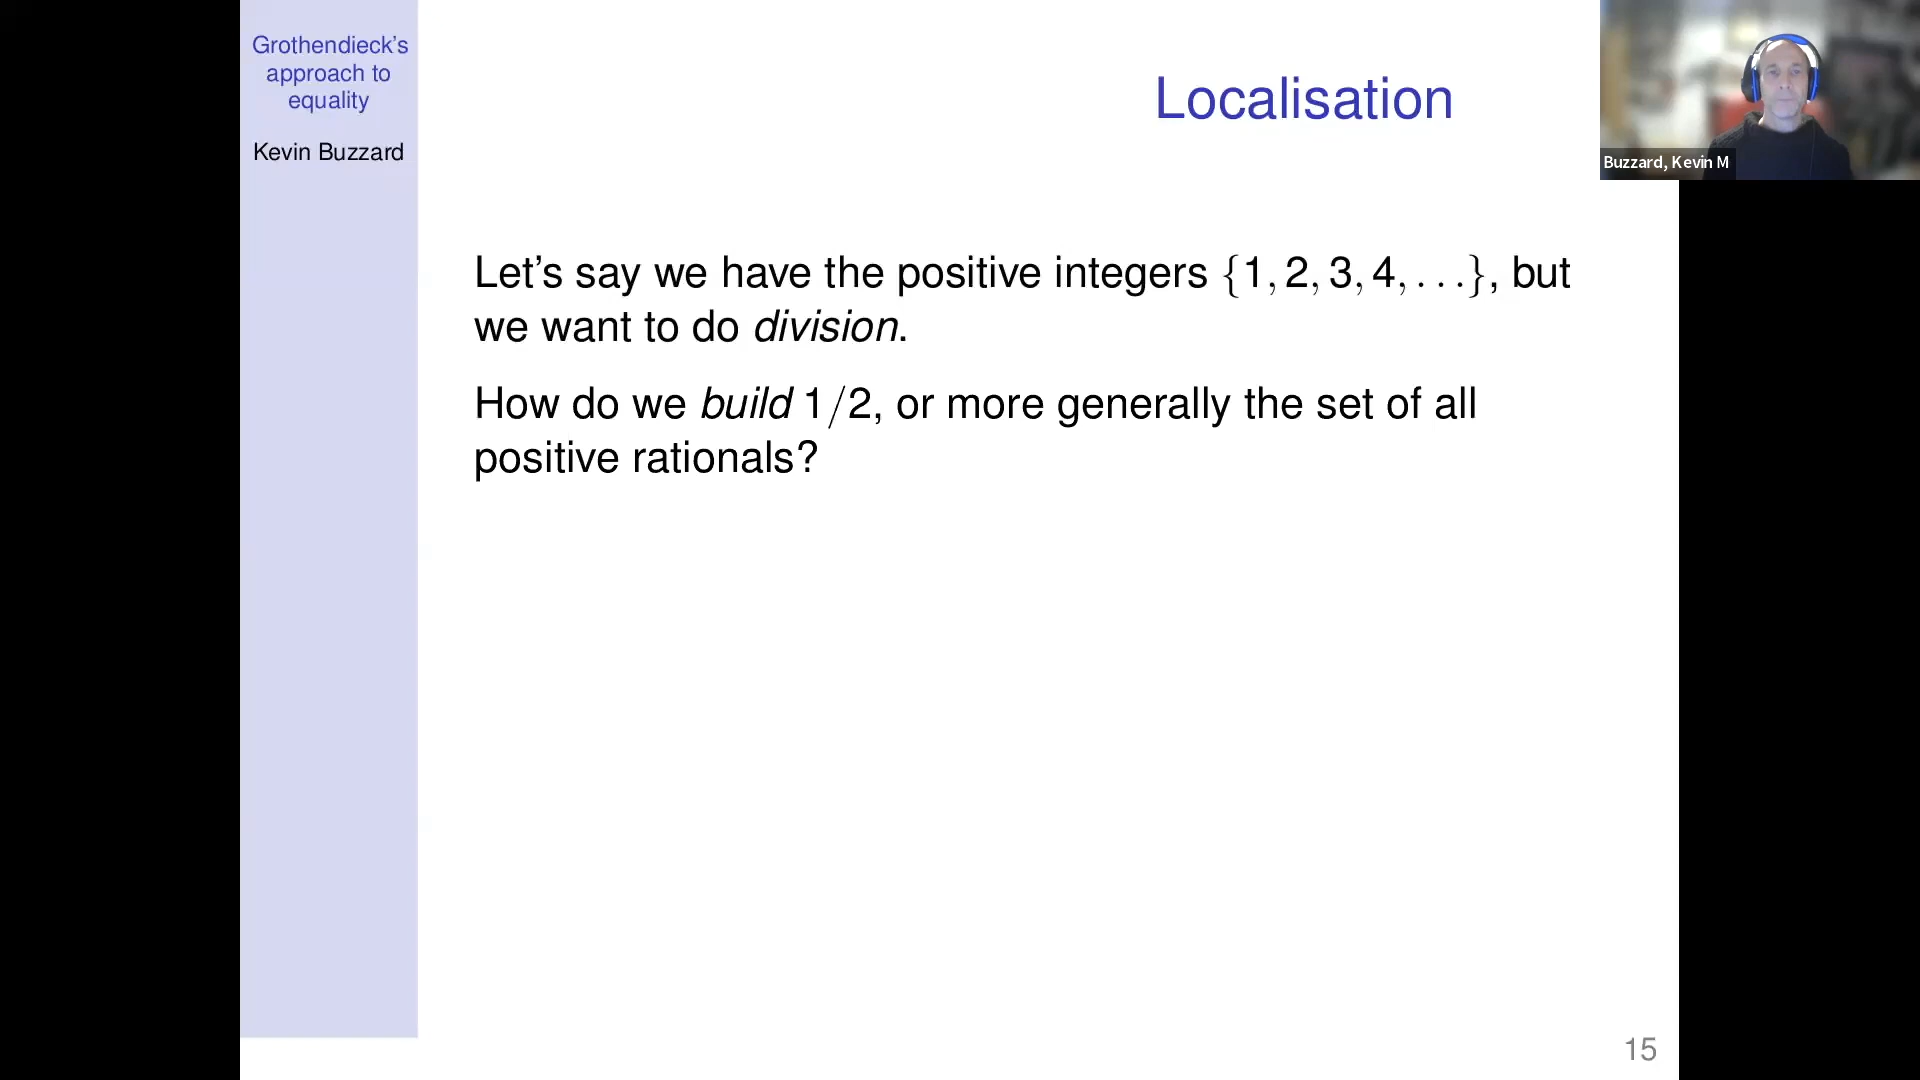 Grothendieck's
approach to
equality
Kevin Buzzard
Localisation
Buzzard, Kevin M
Let's say we have the positive integers {1, 2, 3, 4, . . .}, but
we want to do division.
How do we build 1/2, or more generally the set of all
positive rationals?
15